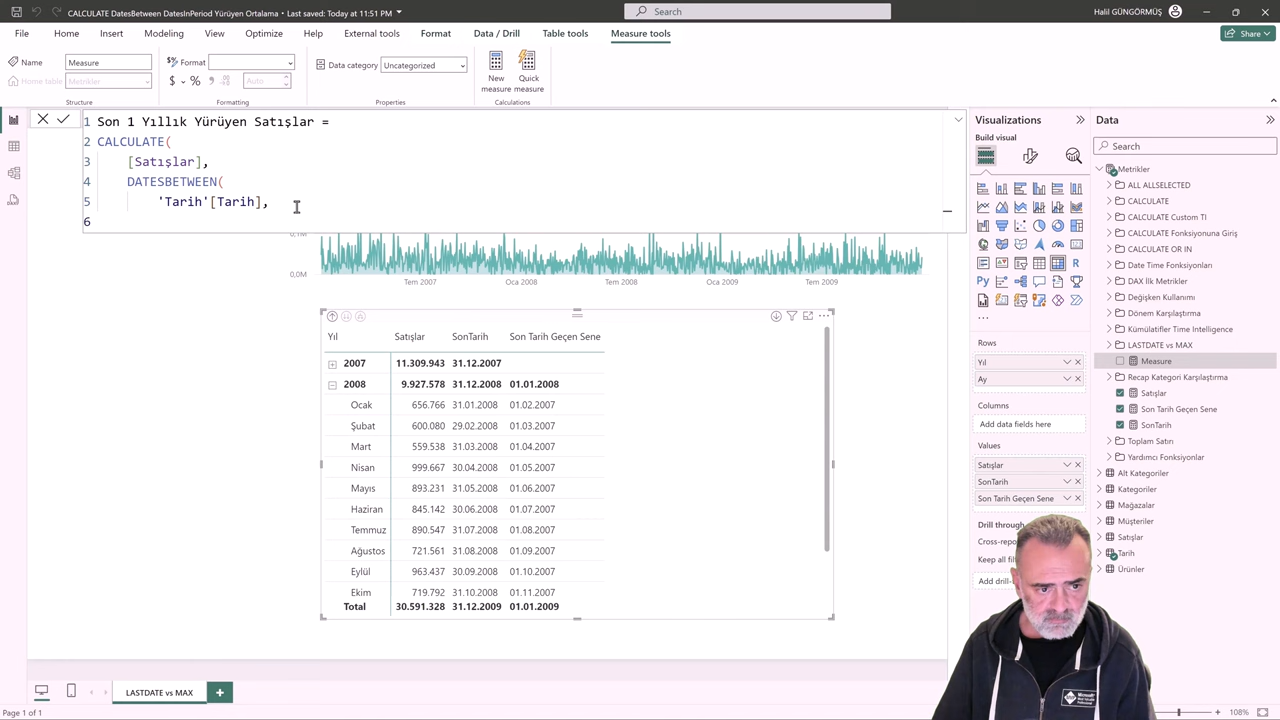 CALCULATE DatesBetween DatesInPeriod Yürüyen Ortalama • Last saved: Today at 11:51 PM
Search
Halil GÜNGÖRMÜŞ
File Home Insert Modeling View Optimize Help External tools Format Data / Drill Table tools Measure tools
Share
Name Measure
Home table Metrikler
Structure
Format
$ % Auto
Formatting
Data category Uncategorized
Properties
New measure
Quick measure
Calculations
1 Son 1 Yıllık Yürüyen Satışlar =
2 CALCULATE(
3 [Satışlar],
4 DATESBETWEEN(
5 'Tarih'[Tarih],
6
0,1M
0,0M
Tem 2007 Oca 2008 Tem 2008 Oca 2009 Tem 2009
Yıl Satışlar SonTarih Son Tarih Geçen Sene
2007 11.309.943 31.12.2007
2008 9.927.578 31.12.2008 01.01.2008
Ocak 656.766 31.01.2008 01.02.2007
Şubat 600.080 29.02.2008 01.03.2007
Mart 559.538 31.03.2008 01.04.2007
Nisan 999.667 30.04.2008 01.05.2007
Mayıs 893.231 31.05.2008 01.06.2007
Haziran 845.142 30.06.2008 01.07.2007
Temmuz 890.547 31.07.2008 01.08.2007
Ağustos 721.561 31.08.2008 01.09.2007
Eylül 963.437 30.09.2008 01.10.2007
Ekim 719.792 31.10.2008 01.11.2007
Total 30.591.328 31.12.2009 01.01.2009
Visualizations
Build visual
Rows
Yıl
Ay
Columns
Add data fields here
Values
Satışlar
SonTarih
Son Tarih Geçen Sene
Drill through
Cross-repo
Keep all filt
Add drill-
Data
Search
Metrikler
ALL ALLSELECTED
CALCULATE
CALCULATE Custom TI
CALCULATE Fonksiyonuna Giriş
CALCULATE OR IN
Date Time Fonksiyonları
DAX İlk Metrikler
Değişken Kullanımı
Dönem Karşılaştırma
Kümülatifler Time Intelligence
LASTDATE vs MAX
Measure
Recap Kategori Karşılaştırma
Satışlar
Son Tarih Geçen Sene
SonTarih
Toplam Satırı
Yardımcı Fonksiyonlar
Alt Kategoriler
Kategoriler
Mağazalar
Müşteriler
Satışlar
Tarih
Ürünler
LASTDATE vs MAX
Page 1 of 1
108%
Microsoft